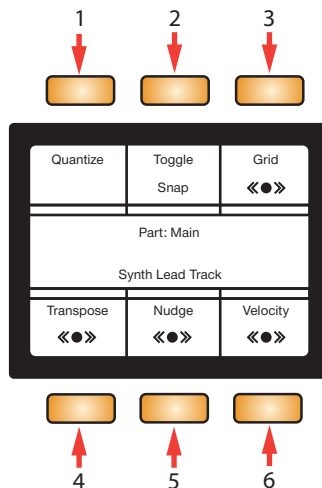 1 2 3
Quantize Toggle Grid
Snap
Part: Main
Synth Lead Track
Transpose Nudge Velocity
4 5 6